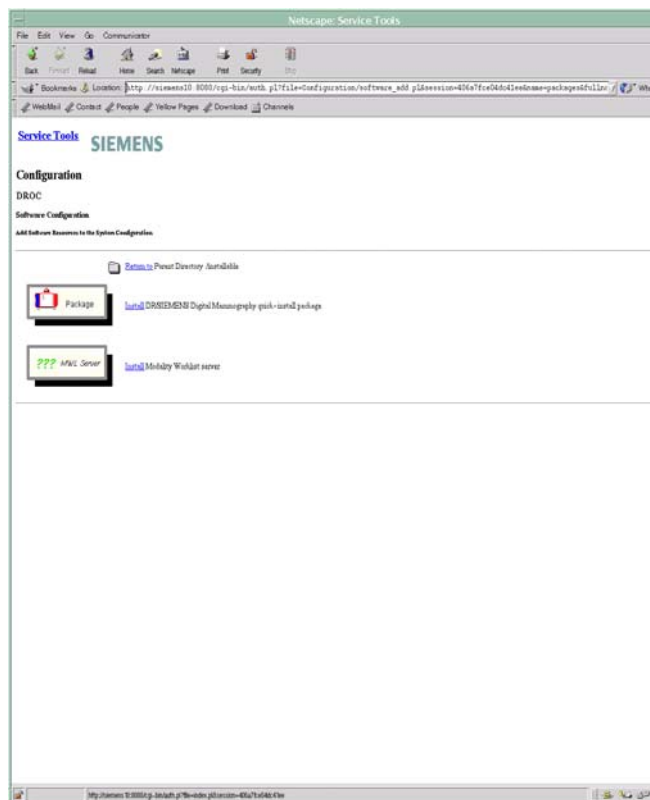 Netscape: Service Tools
File Edit View Go Communicator
Back Forward Reload Home Search Netscape Print Security Stop
Bookmarks Location: http://siemens10:8080/cgi-bin/auth.pl?file=Configuration/software_add.pl&session=406a7fce04dc41ee&name=packages&fullna
WebMail Contact People Yellow Pages Download Channels
Service Tools SIEMENS
Configuration
DROC
Software Configuration
Add Software Resources to the System Configuration.
Return to Parent Directory /installable
Package Install DR/SIEMENS Digital Mammography quick-install package
??? MWL Server Install Modality Worklist server